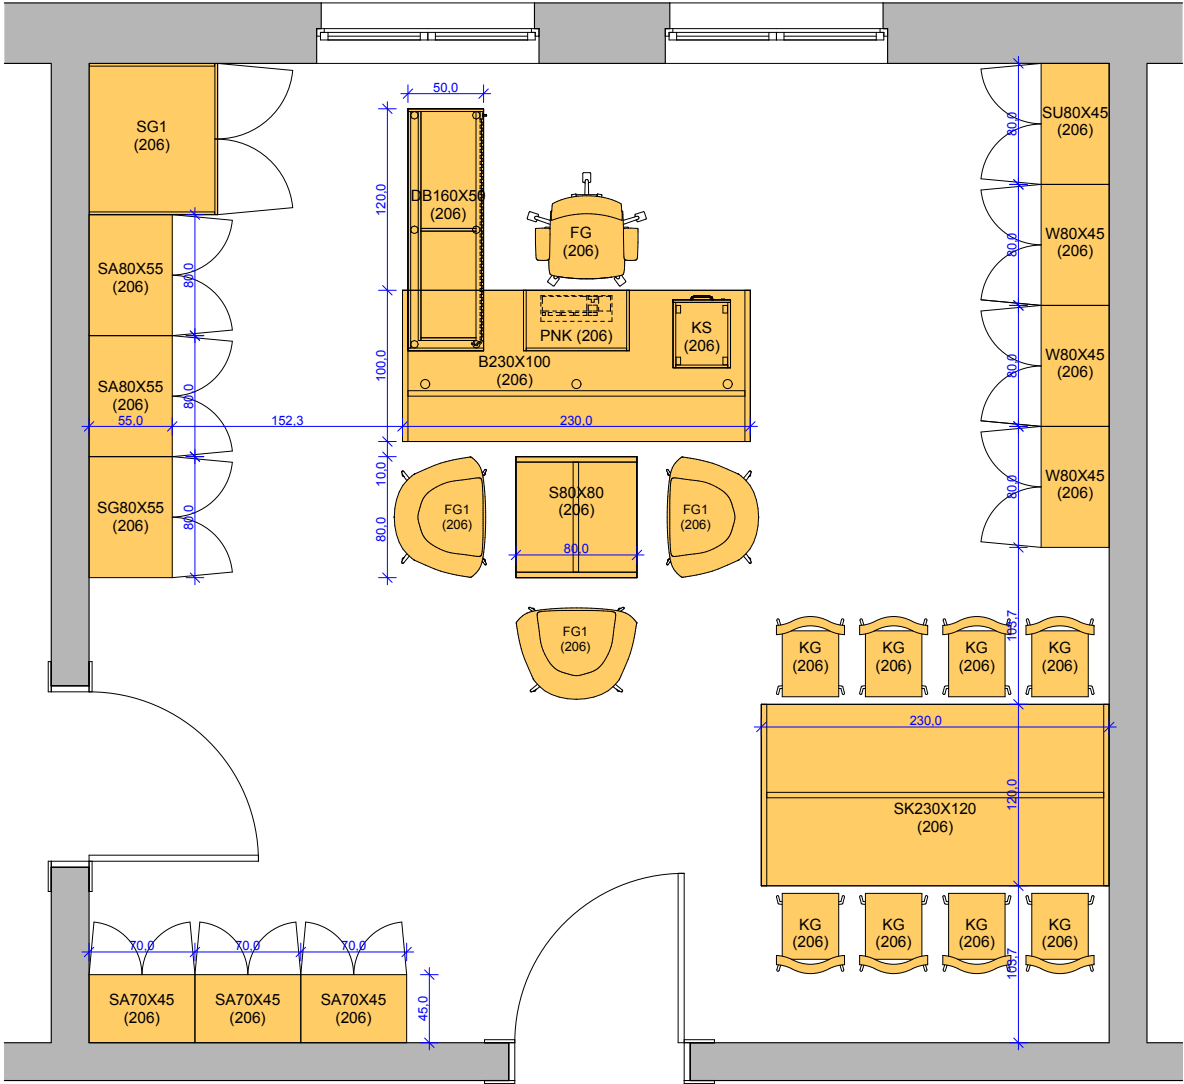 50,0
SG1
(206)
SU80X45
(206)
80,0
120,0
DB160X50
(206)
FG
(206)
W80X45
(206)
80,0
SA80X55
(206)
80,0
PNK (206)
KS
(206)
B230X100
(206)
100,0
W80X45
(206)
80,0
SA80X55
(206)
80,0
55,0
152,3
230,0
W80X45
(206)
80,0
10,0
SG80X55
(206)
80,0
80,0
FG1
(206)
S80X80
(206)
80,0
FG1
(206)
FG1
(206)
103,7
KG
(206)
KG
(206)
KG
(206)
KG
(206)
230,0
120,0
SK230X120
(206)
KG
(206)
KG
(206)
KG
(206)
KG
(206)
103,7
70,0
70,0
70,0
SA70X45
(206)
SA70X45
(206)
SA70X45
(206)
45,0